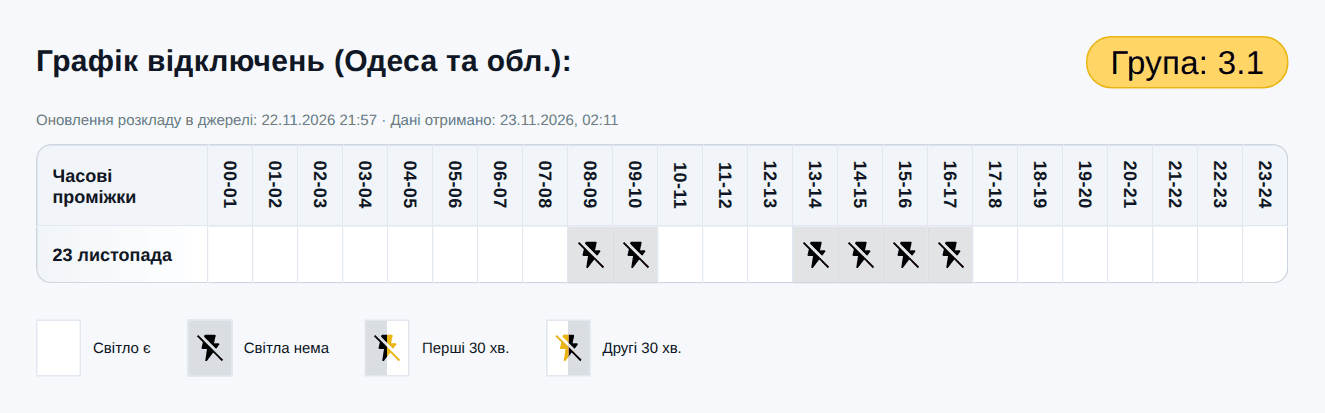 Графік відключень (Одеса та обл.):
Група: 3.1
Оновлення розкладу в джерелі: 22.11.2026 21:57 · Дані отримано: 23.11.2026, 02:11
Часові
проміжки
00-01
01-02
02-03
03-04
04-05
05-06
06-07
07-08
08-09
09-10
10-11
11-12
12-13
13-14
14-15
15-16
16-17
17-18
18-19
19-20
20-21
21-22
22-23
23-24
23 листопада
Світло є
Світла нема
Перші 30 хв.
Другі 30 хв.